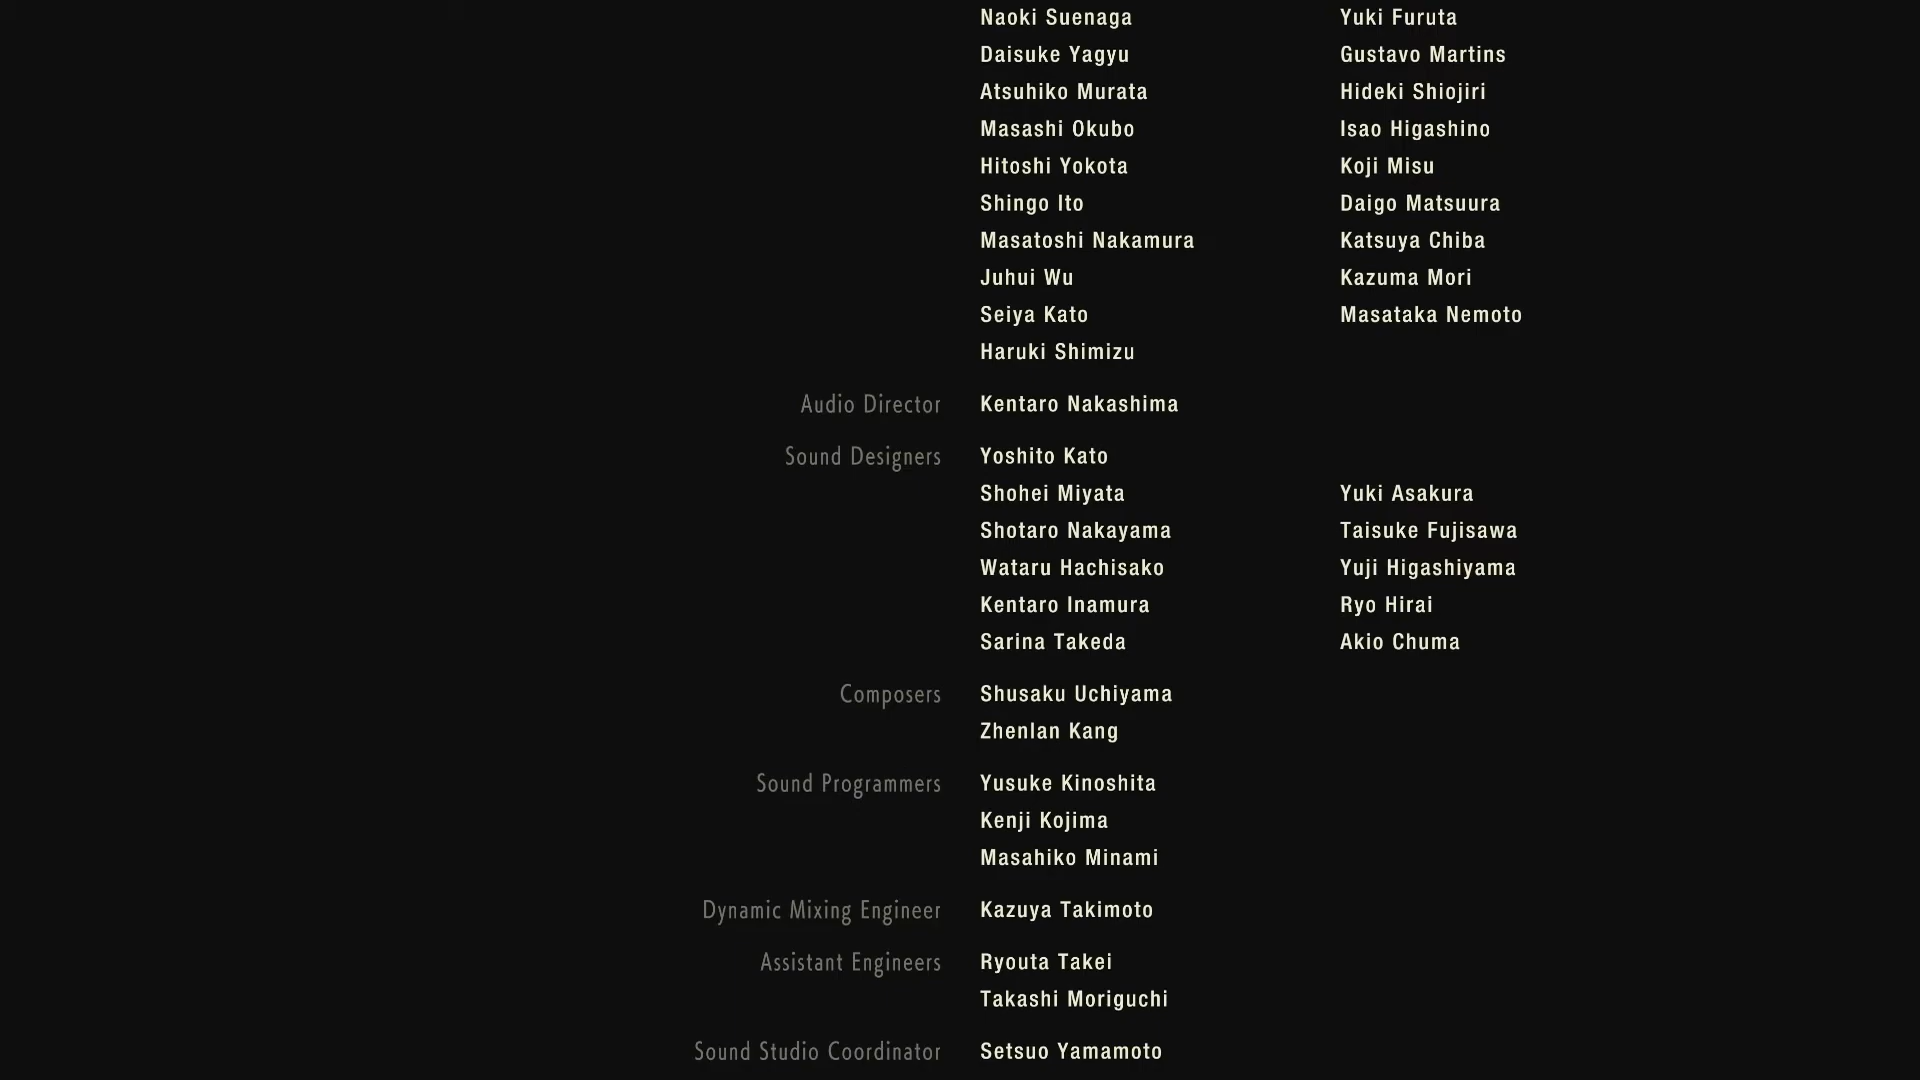 Naoki Suenaga Yuki Furuta
Daisuke Yagyu Gustavo Martins
Atsuhiko Murata Hideki Shiojiri
Masashi Okubo Isao Higashino
Hitoshi Yokota Koji Misu
Shingo Ito Daigo Matsuura
Masatoshi Nakamura Katsuya Chiba
Juhui Wu Kazuma Mori
Seiya Kato Masataka Nemoto
Haruki Shimizu
Audio Director Kentaro Nakashima
Sound Designers Yoshito Kato
Shohei Miyata Yuki Asakura
Shotaro Nakayama Taisuke Fujisawa
Wataru Hachisako Yuji Higashiyama
Kentaro Inamura Ryo Hirai
Sarina Takeda Akio Chuma
Composers Shusaku Uchiyama
Zhenlan Kang
Sound Programmers Yusuke Kinoshita
Kenji Kojima
Masahiko Minami
Dynamic Mixing Engineer Kazuya Takimoto
Assistant Engineers Ryouta Takei
Takashi Moriguchi
Sound Studio Coordinator Setsuo Yamamoto